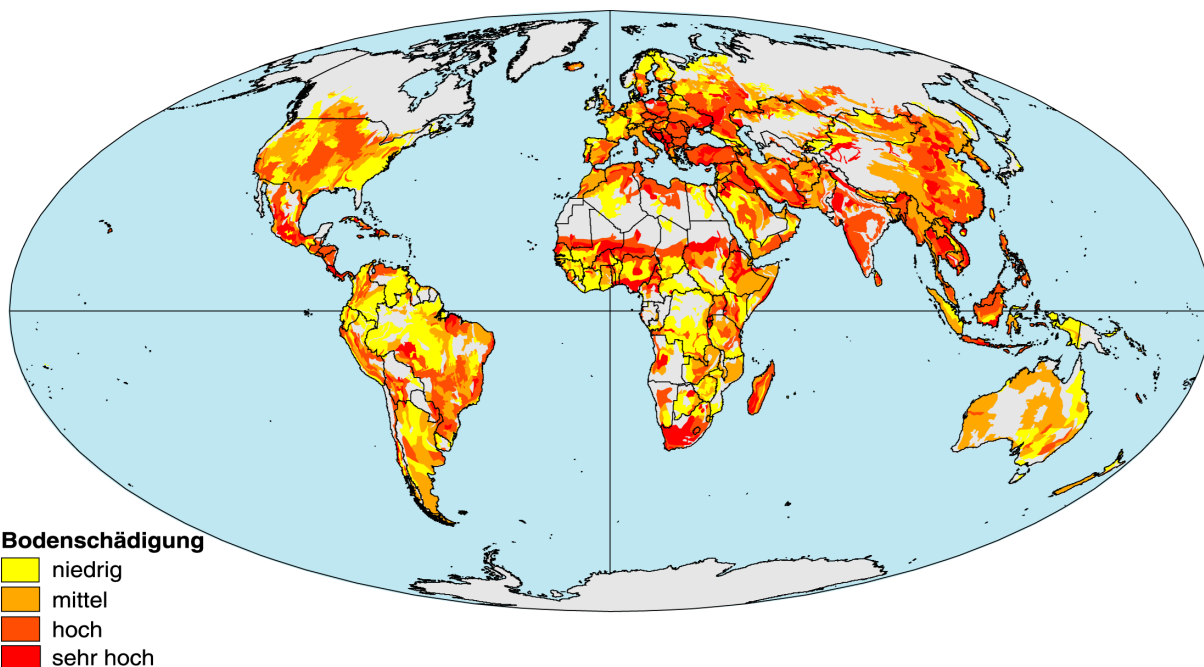 Bodenschädigung
niedrig
mittel
hoch
sehr hoch